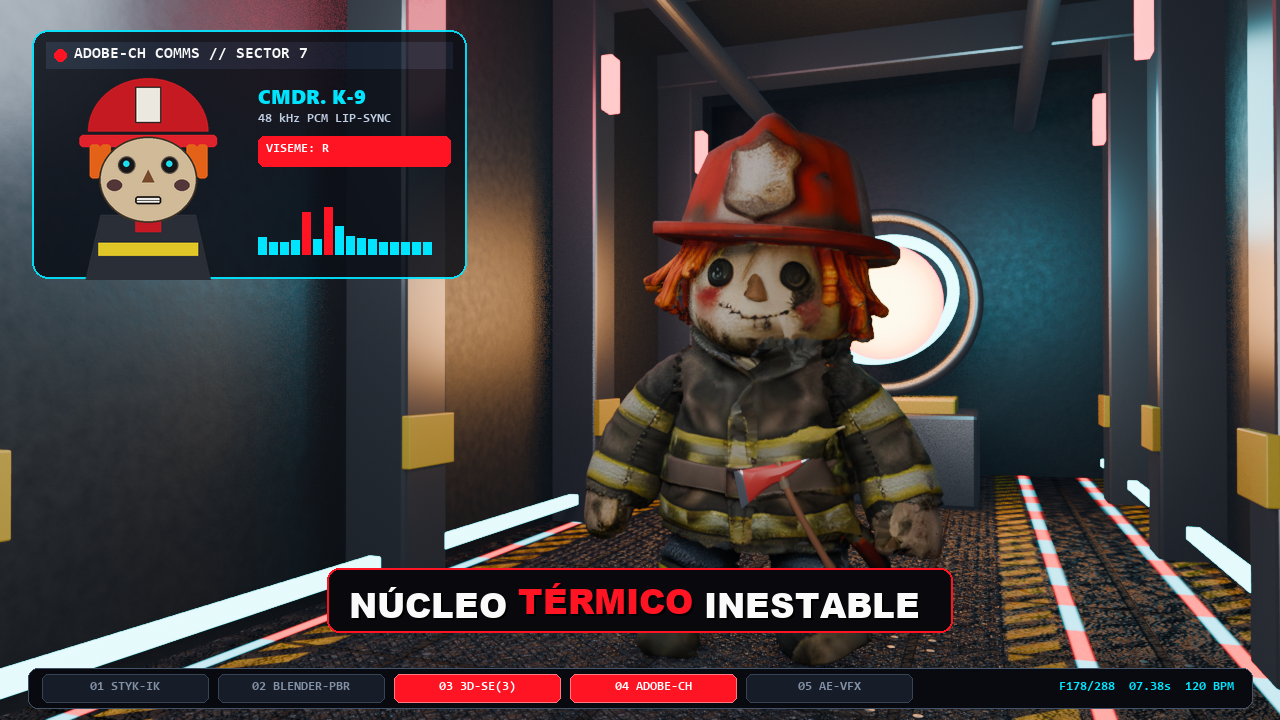 ADOBE-CH COMMS // SECTOR 7
CMDR. K-9
48 kHz PCM LIP-SYNC
VISEME: R
NÚCLEO TÉRMICO INESTABLE
01 STYK-IK
02 BLENDER-PBR
03 3D-SE(3)
04 ADOBE-CH
05 AE-VFX
F178/288 07.38s 120 BPM